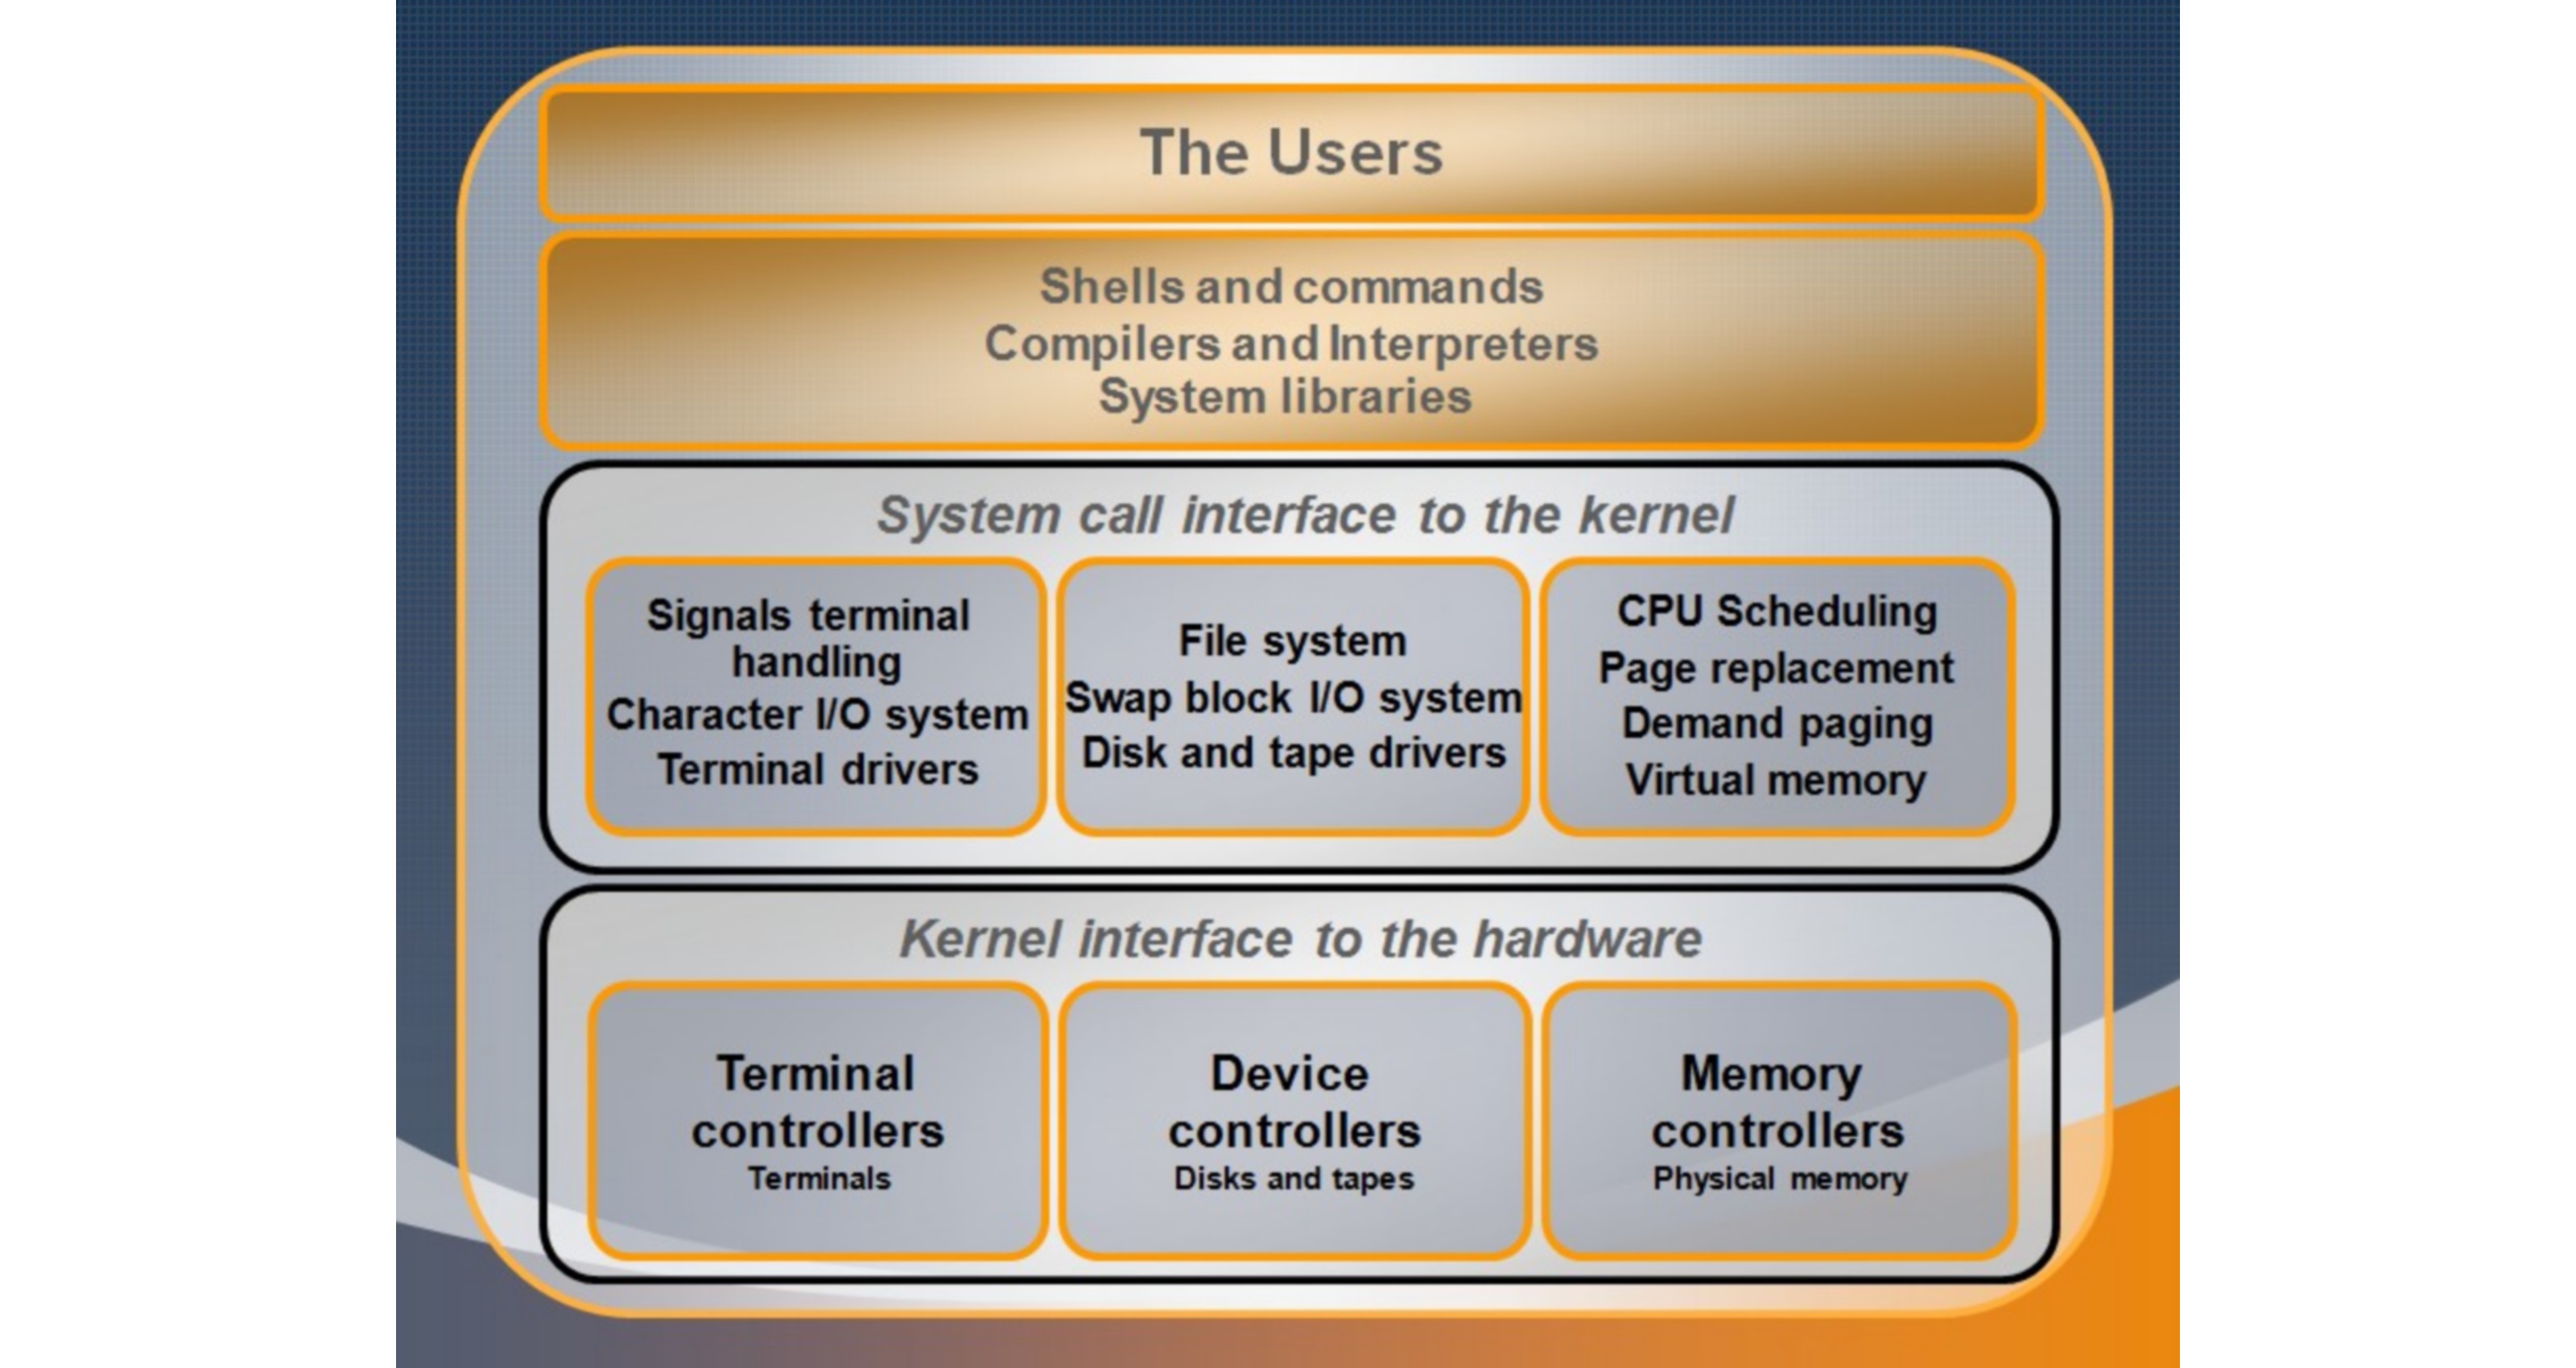 The Users
Shells and commands
Compilers and Interpreters
System libraries
System call interface to the kernel
Signals terminal
handling
Character I/O system
Terminal drivers
File system
Swap block I/O system
Disk and tape drivers
CPU Scheduling
Page replacement
Demand paging
Virtual memory
Kernel interface to the hardware
Terminal
controllers
Terminals
Device
controllers
Disks and tapes
Memory
controllers
Physical memory